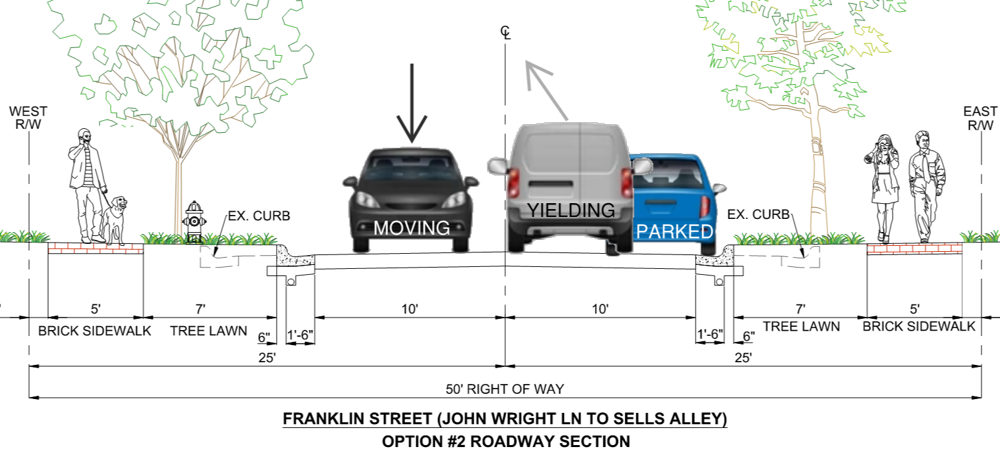 ℄
WEST
R/W
EAST
R/W
EX. CURB
EX. CURB
MOVING
YIELDING
PARKED
'
5'
7'
10'
10'
7'
5'
BRICK SIDEWALK
TREE LAWN
6"
1'-6"
1'-6"
6"
TREE LAWN
BRICK SIDEWALK
25'
25'
50' RIGHT OF WAY
FRANKLIN STREET (JOHN WRIGHT LN TO SELLS ALLEY)
OPTION #2 ROADWAY SECTION